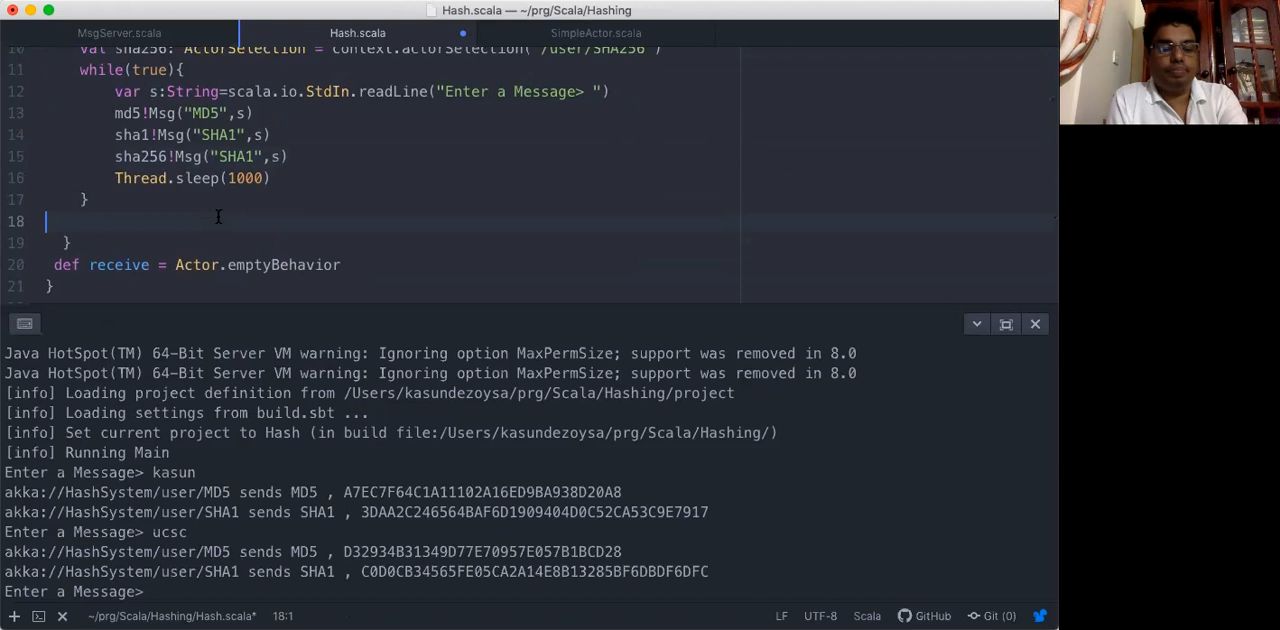 Hash.scala — ~/prg/Scala/Hashing
MsgServer.scala
Hash.scala
SimpleActor.scala
10 val sha256: ActorSelection = context.actorSelection("/user/SHA256")
11 while(true){
12 var s:String=scala.io.StdIn.readLine("Enter a Message> ")
13 md5!Msg("MD5",s)
14 sha1!Msg("SHA1",s)
15 sha256!Msg("SHA1",s)
16 Thread.sleep(1000)
17 }
18
19 }
20 def receive = Actor.emptyBehavior
21 }
Java HotSpot(TM) 64-Bit Server VM warning: Ignoring option MaxPermSize; support was removed in 8.0
Java HotSpot(TM) 64-Bit Server VM warning: Ignoring option MaxPermSize; support was removed in 8.0
[info] Loading project definition from /Users/kasundezoysa/prg/Scala/Hashing/project
[info] Loading settings from build.sbt ...
[info] Set current project to Hash (in build file:/Users/kasundezoysa/prg/Scala/Hashing/)
[info] Running Main
Enter a Message> kasun
akka://HashSystem/user/MD5 sends MD5 , A7EC7F64C1A11102A16ED9BA938D20A8
akka://HashSystem/user/SHA1 sends SHA1 , 3DAA2C246564BAF6D1909404D0C52CA53C9E7917
Enter a Message> ucsc
akka://HashSystem/user/MD5 sends MD5 , D32934B31349D77E70957E057B1BCD28
akka://HashSystem/user/SHA1 sends SHA1 , C0D0CB34565FE05CA2A14E8B13285BF6DBDF6DFC
Enter a Message>
~/prg/Scala/Hashing/Hash.scala* 18:1 LF UTF-8 Scala GitHub Git (0)